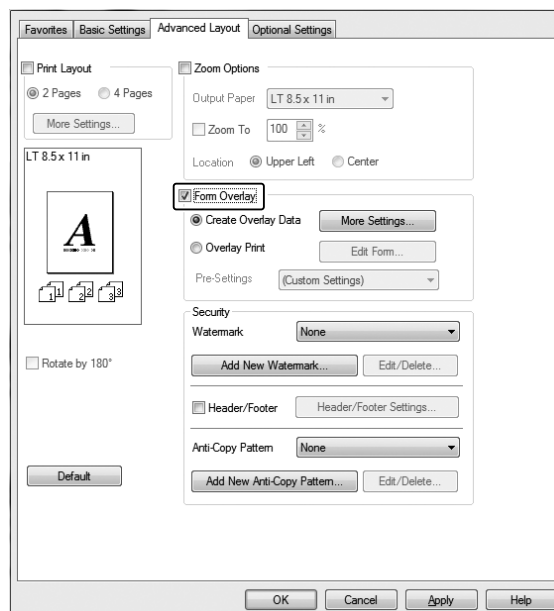 Favorites Basic Settings Advanced Layout Optional Settings
Print Layout
2 Pages 4 Pages
More Settings...
LT 8.5 x 11 in
A
1 1 2 2 3 3
Rotate by 180°
Default
Zoom Options
Output Paper LT 8.5 x 11 in
Zoom To 100 %
Location Upper Left Center
Form Overlay
Create Overlay Data More Settings...
Overlay Print Edit Form...
Pre-Settings (Custom Settings)
Security
Watermark None
Add New Watermark... Edit/Delete...
Header/Footer Header/Footer Settings...
Anti-Copy Pattern None
Add New Anti-Copy Pattern... Edit/Delete...
OK Cancel Apply Help